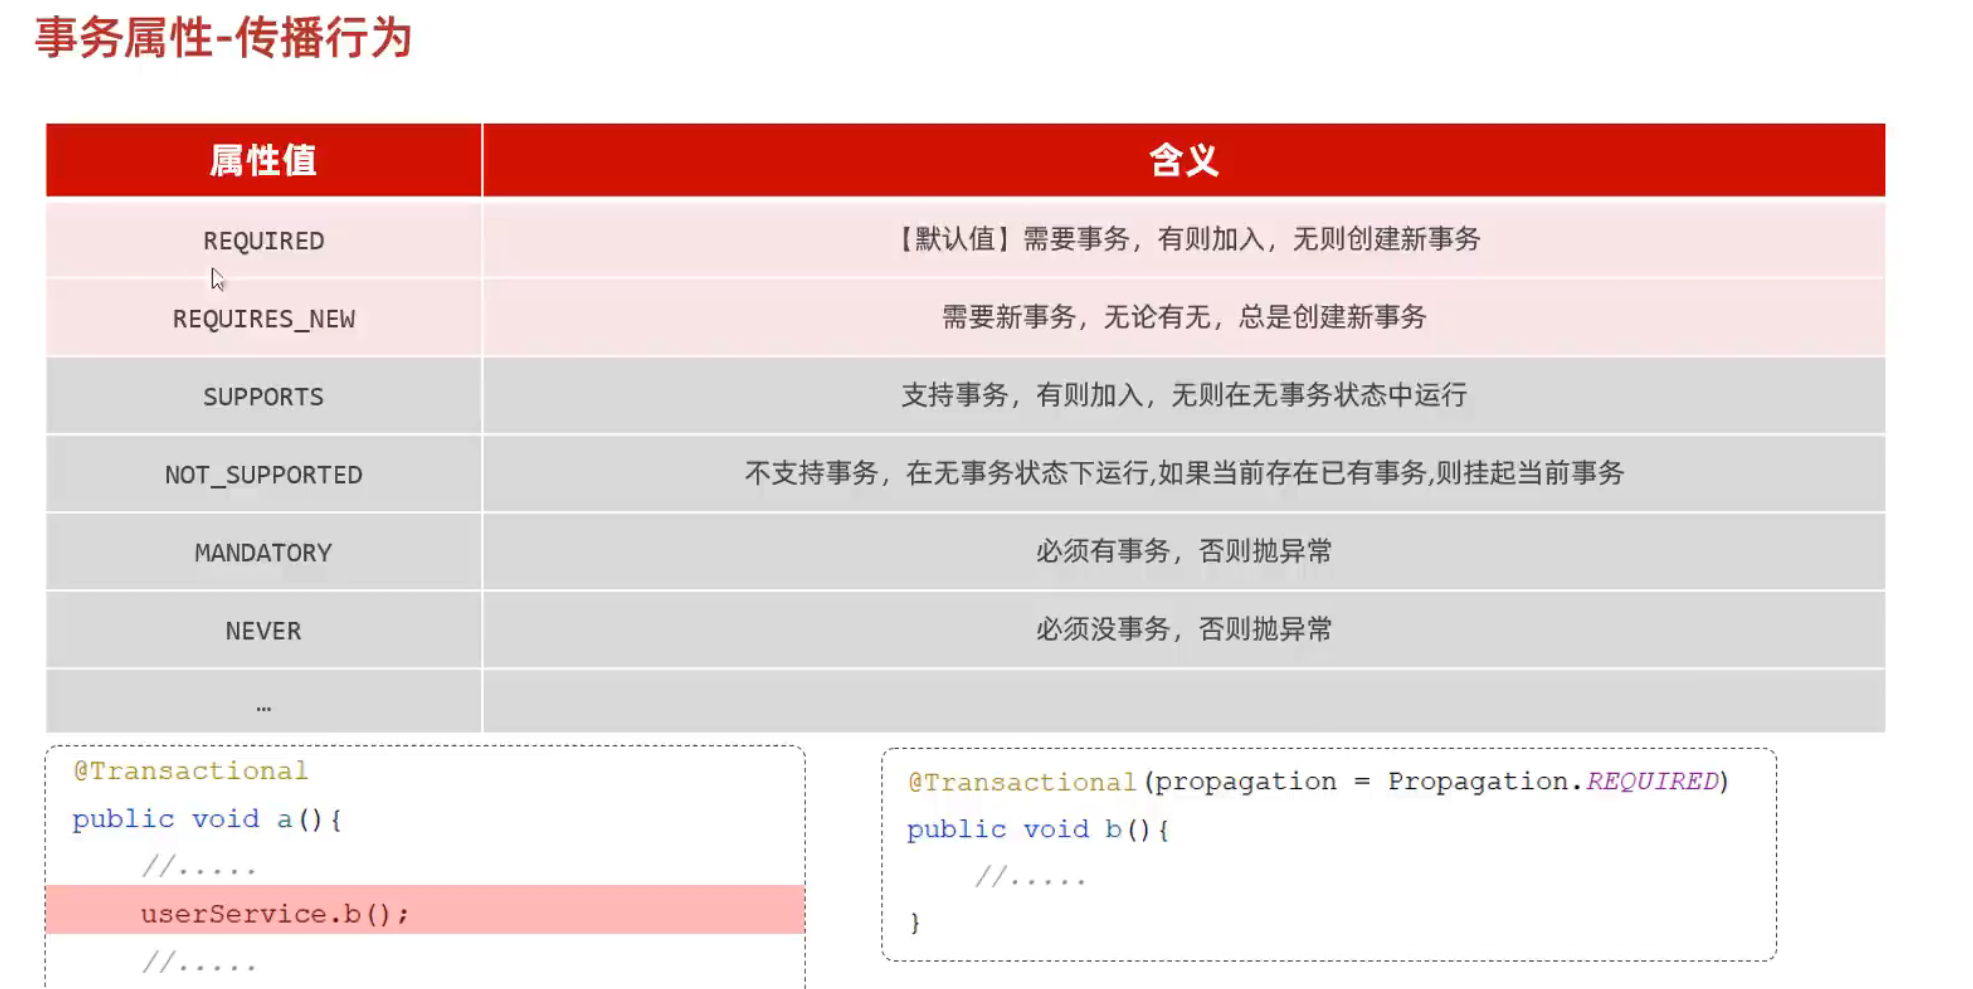 事务属性-传播行为
属性值 含义
REQUIRED 【默认值】需要事务，有则加入，无则创建新事务
REQUIRES_NEW 需要新事务，无论有无，总是创建新事务
SUPPORTS 支持事务，有则加入，无则在无事务状态中运行
NOT_SUPPORTED 不支持事务，在无事务状态下运行,如果当前存在已有事务,则挂起当前事务
MANDATORY 必须有事务，否则抛异常
NEVER 必须没事务，否则抛异常
…
@Transactional
public void a(){
//.....
userService.b();
//.....
@Transactional(propagation = Propagation.REQUIRED)
public void b(){
//.....
}